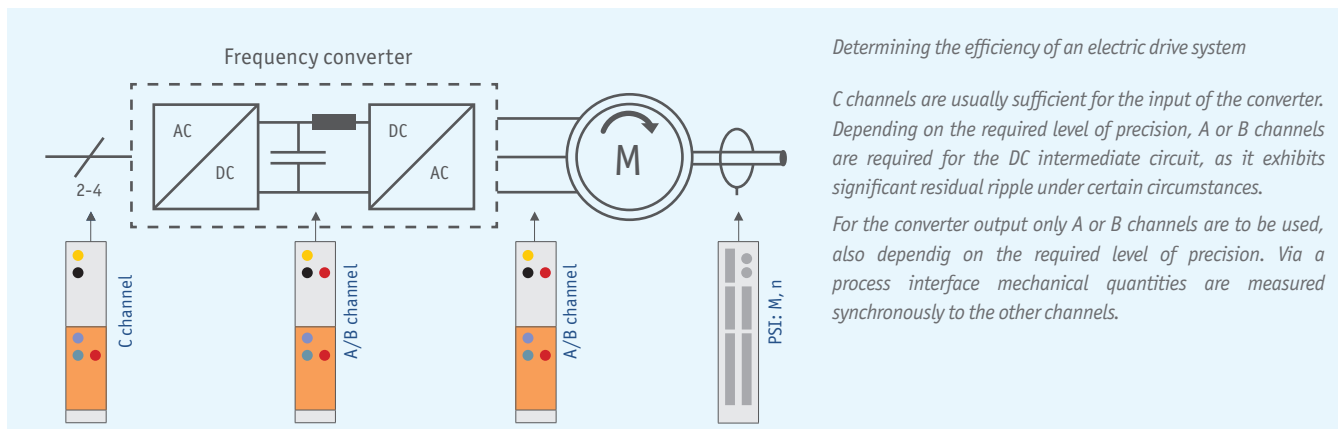 Frequency converter
AC
DC
DC
AC
M
2-4
C channel
A/B channel
A/B channel
PSI: M, n
Determining the efficiency of an electric drive system
C channels are usually sufficient for the input of the converter.
Depending on the required level of precision, A or B channels
are required for the DC intermediate circuit, as it exhibits
significant residual ripple under certain circumstances.
For the converter output only A or B channels are to be used,
also dependig on the required level of precision. Via a
process interface mechanical quantities are measured
synchronously to the other channels.